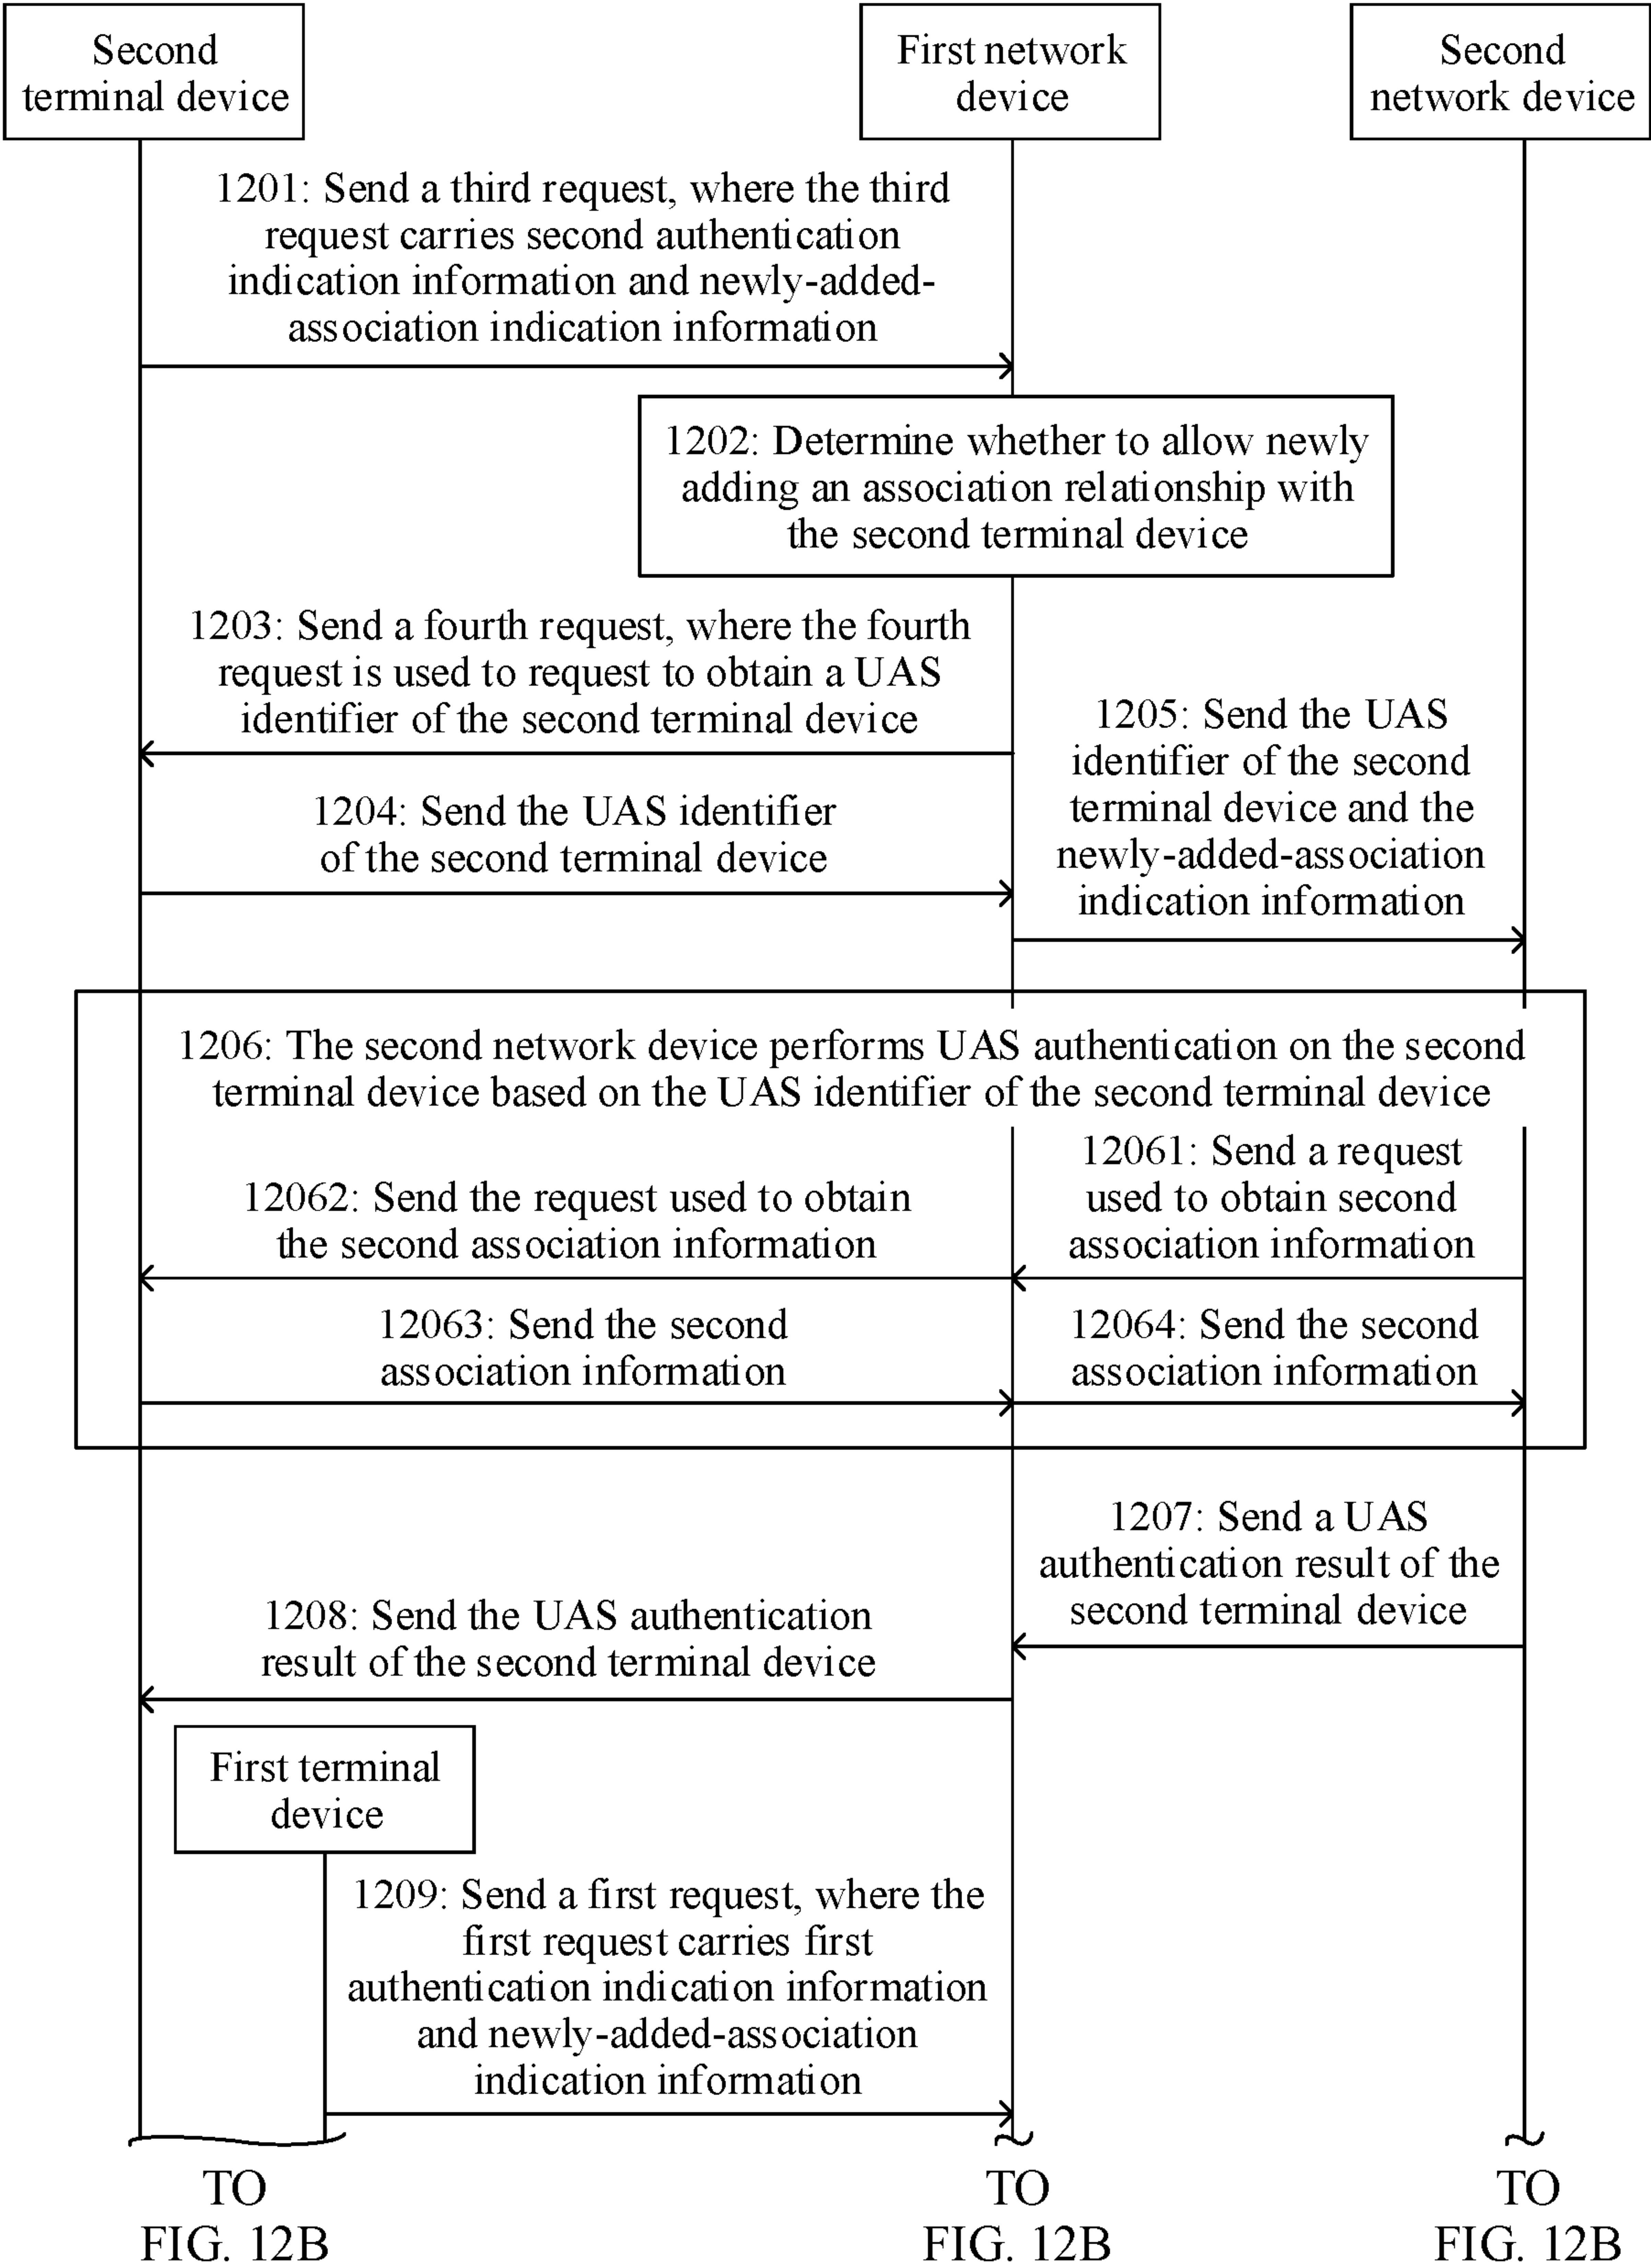 Second
terminal device
First network
device
Second
network device
1201: Send a third request, where the third
request carries second authentication
indication information and newly-added-
association indication information
1202: Determine whether to allow newly
adding an association relationship with
the second terminal device
1203: Send a fourth request, where the fourth
request is used to request to obtain a UAS
identifier of the second terminal device
1204: Send the UAS identifier
of the second terminal device
1205: Send the UAS
identifier of the second
terminal device and the
newly-added-association
indication information
1206: The second network device performs UAS authentication on the second
terminal device based on the UAS identifier of the second terminal device
12061: Send a request
used to obtain second
association information
12062: Send the request used to obtain
the second association information
12063: Send the second
association information
12064: Send the second
association information
1207: Send a UAS
authentication result of the
second terminal device
1208: Send the UAS authentication
result of the second terminal device
First terminal
device
1209: Send a first request, where the
first request carries first
authentication indication information
and newly-added-association
indication information
TO
FIG. 12B
TO
FIG. 12B
TO
FIG. 12B